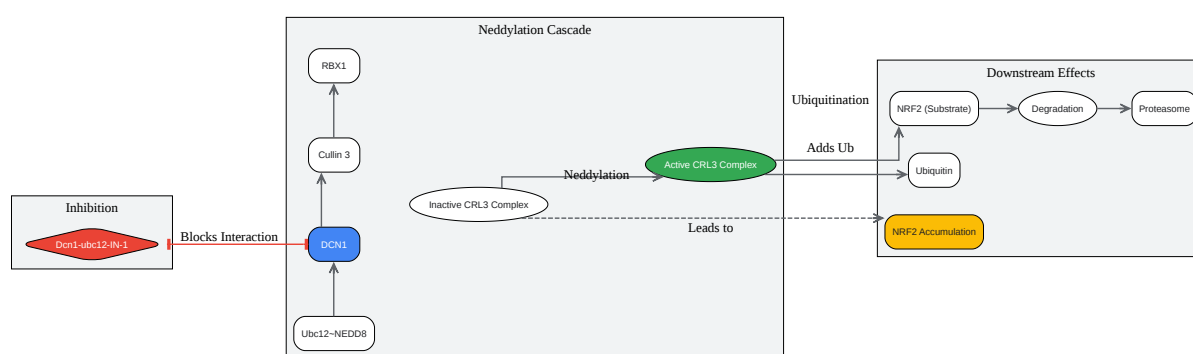 Neddylation Cascade
RBX1
Cullin 3
DCN1
Ubc12~NEDD8
Inhibition
Dcn1-ubc12-IN-1
Blocks Interaction
Inactive CRL3 Complex
Neddylation
Active CRL3 Complex
Leads to
Ubiquitination
Adds Ub
Downstream Effects
NRF2 (Substrate)
Degradation
Proteasome
Ubiquitin
NRF2 Accumulation